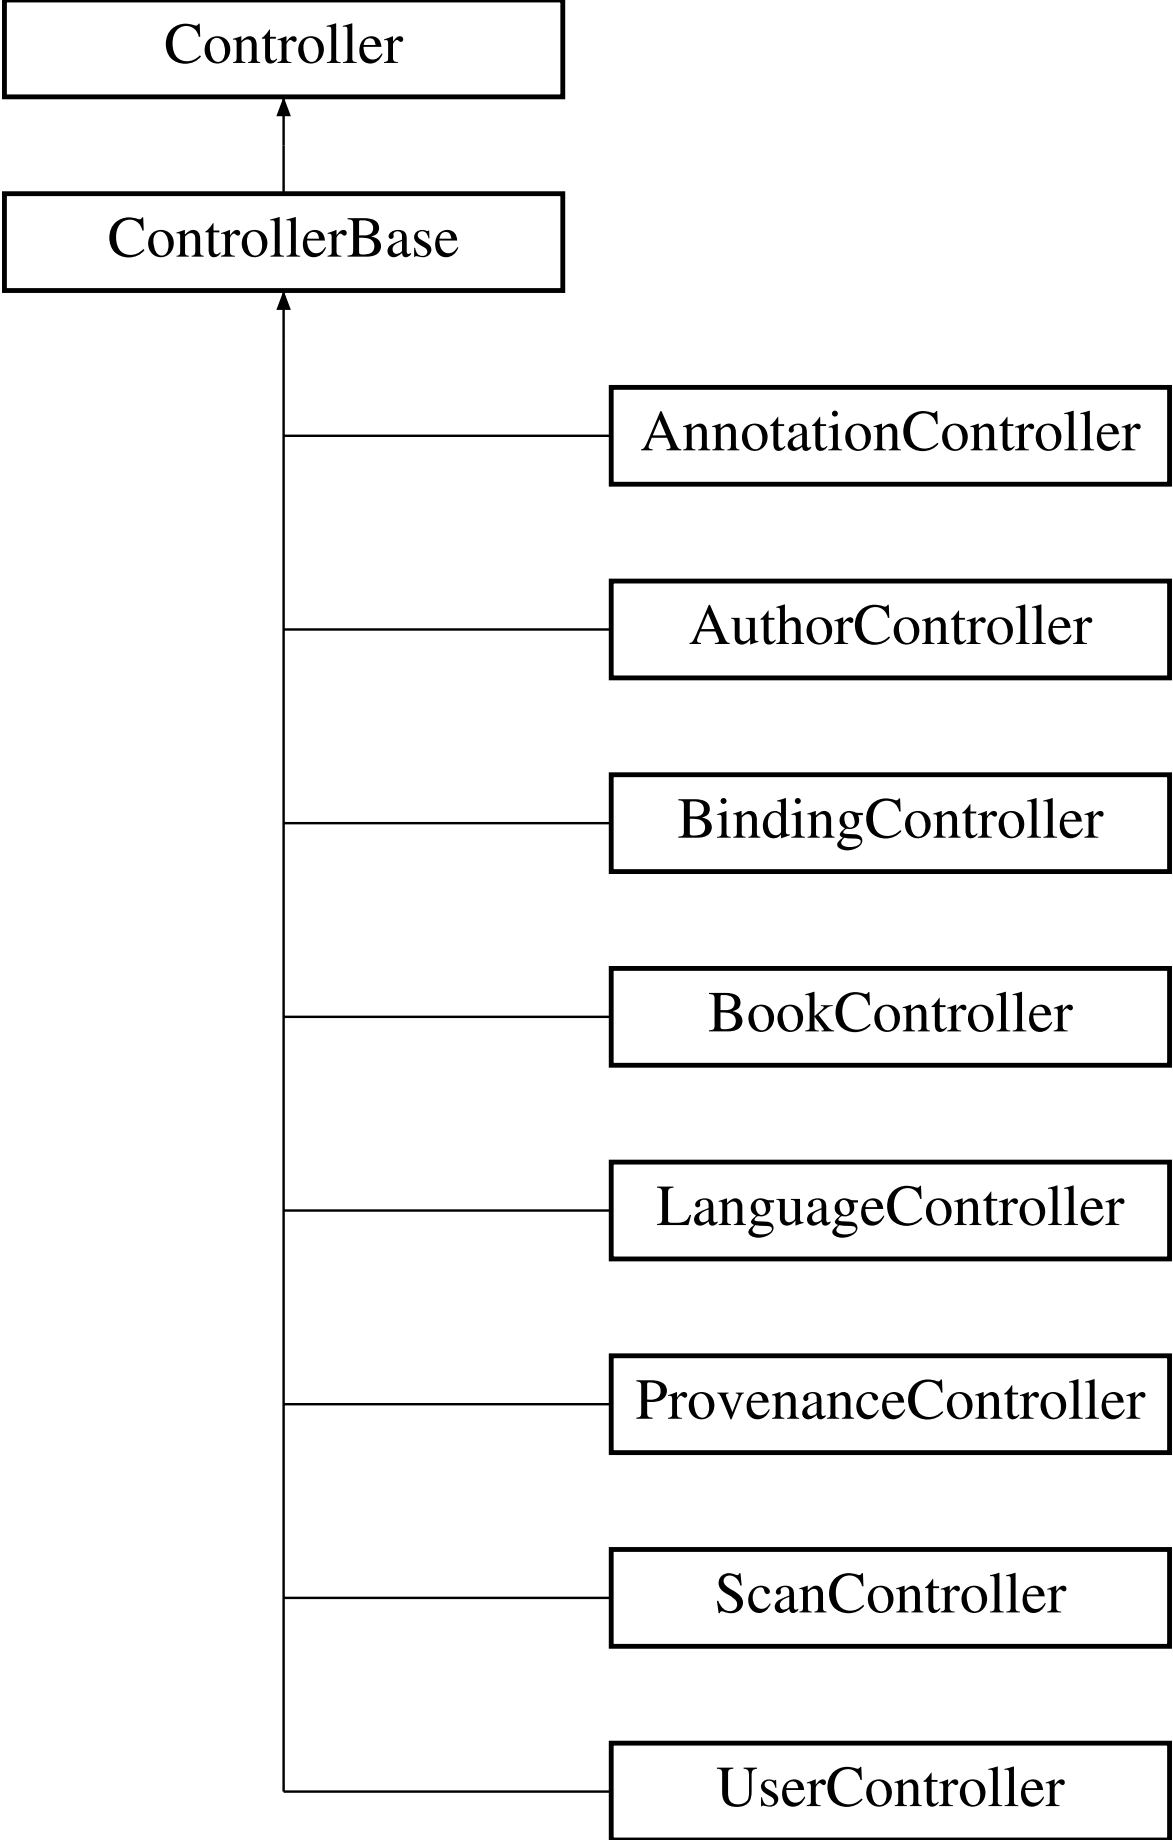 Controller
ControllerBase
AnnotationController
AuthorController
BindingController
BookController
LanguageController
ProvenanceController
ScanController
UserController